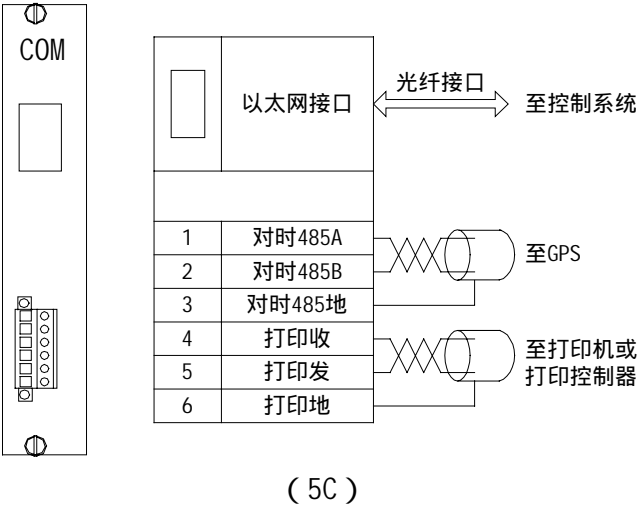 COM
以太网接口
光纤接口
至控制系统
1 对时485A
2 对时485B
3 对时485地
至GPS
4 打印收
5 打印发
6 打印地
至打印机或
打印控制器
(5C)